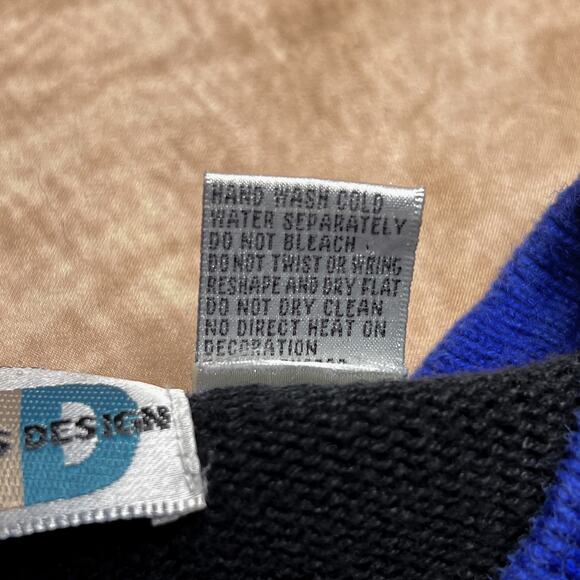 HAND WASH COLD
WATER SEPARATELY
DO NOT BLEACH
DO NOT TWIST OR WRING
RESHAPE AND DRY FLAT
DO NOT DRY CLEAN
NO DIRECT HEAT ON
DECORATION
S DESIGN
D